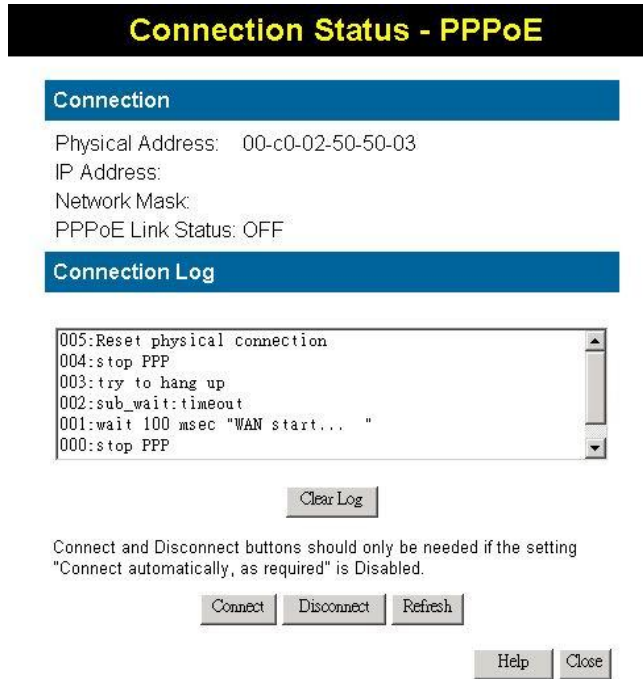 Connection Status - PPPoE
Connection
Physical Address: 00-c0-02-50-50-03
IP Address:
Network Mask:
PPPoE Link Status: OFF
Connection Log
005:Reset physical connection
004:stop PPP
003:try to hang up
002:sub_wait:timeout
001:wait 100 msec "WAN start... "
000:stop PPP
Clear Log
Connect and Disconnect buttons should only be needed if the setting
"Connect automatically, as required" is Disabled.
Connect Disconnect Refresh
Help Close